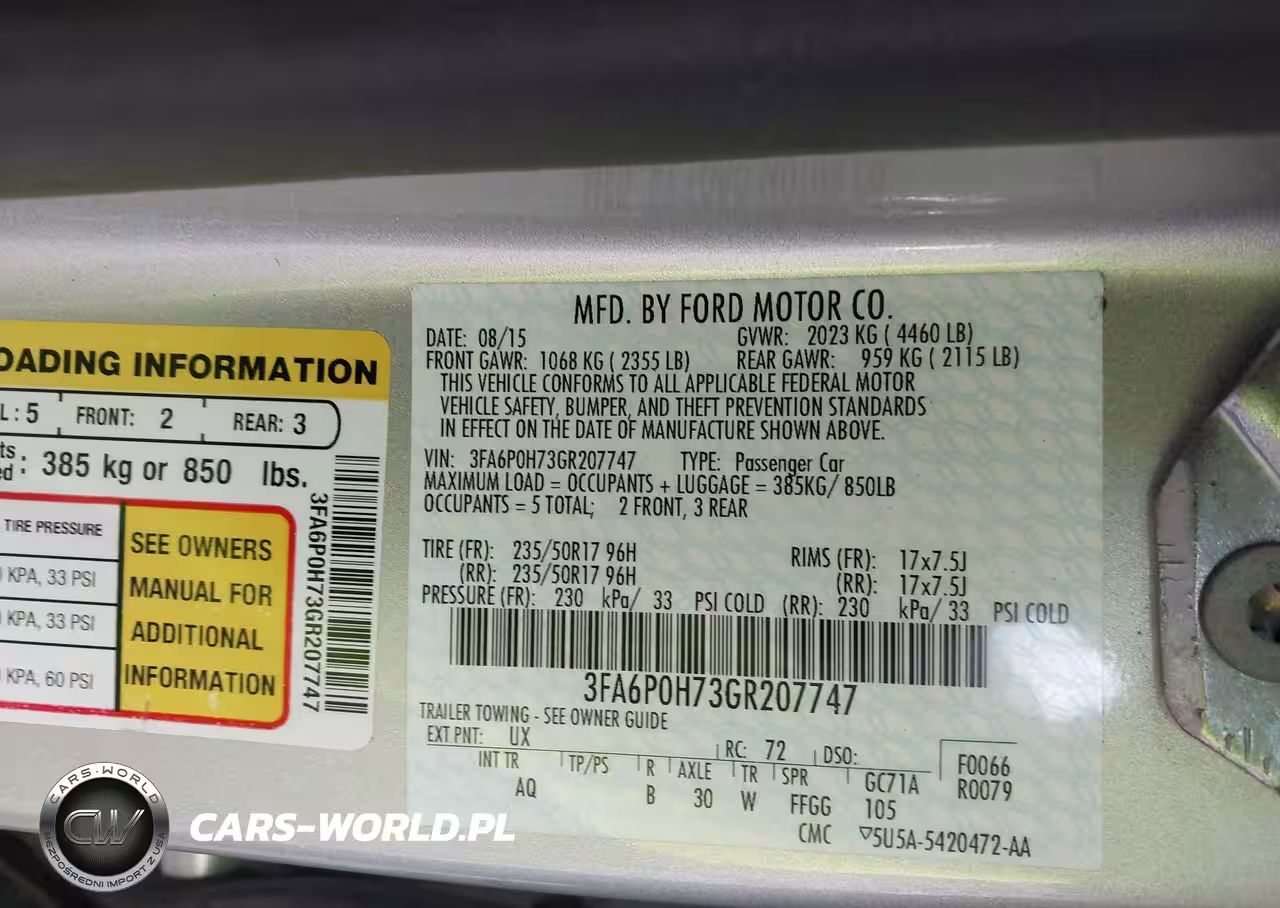 MFD. BY FORD MOTOR CO.
DATE: 08/15 GVWR: 2023 KG ( 4460 LB)
FRONT GAWR: 1068 KG ( 2355 LB) REAR GAWR: 959 KG ( 2115 LB)
THIS VEHICLE CONFORMS TO ALL APPLICABLE FEDERAL MOTOR
VEHICLE SAFETY, BUMPER, AND THEFT PREVENTION STANDARDS
IN EFFECT ON THE DATE OF MANUFACTURE SHOWN ABOVE.
VIN: 3FA6P0H73GR207747 TYPE: Passenger Car
MAXIMUM LOAD = OCCUPANTS + LUGGAGE = 385KG/ 850LB
OCCUPANTS = 5 TOTAL; 2 FRONT, 3 REAR
TIRE (FR): 235/50R17 96H RIMS (FR): 17x7.5J
(RR): 235/50R17 96H (RR): 17x7.5J
PRESSURE (FR): 230 kPa/ 33 PSI COLD (RR): 230 kPa/ 33 PSI COLD
3FA6P0H73GR207747
TRAILER TOWING - SEE OWNER GUIDE
EXT PNT: UX RC: 72 DSO: F0066
INT TR TP/PS R AXLE TR SPR GC71A R0079
AQ B 30 W FFGG 105
CMC ▽5U5A-5420472-AA
OADING INFORMATION
L : 5 FRONT: 2 REAR: 3
ts
ed : 385 kg or 850 lbs.
TIRE PRESSURE
KPA, 33 PSI
KPA, 33 PSI
KPA, 60 PSI
SEE OWNERS
MANUAL FOR
ADDITIONAL
INFORMATION
3FA6P0H73GR207747
CARS-WORLD
CW
BEZPOŚREDNI IMPORT Z USA
CARS-WORLD.PL